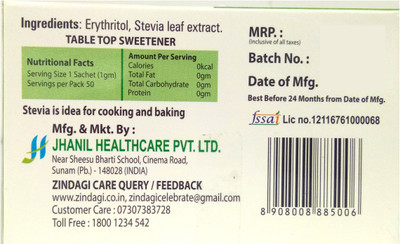 Ingredients: Erythritol, Stevia leaf extract.
TABLE TOP SWEETENER
Nutritional Facts
Serving Size 1 Sachet (1gm)
Servings per Pack 50
Amount Per Serving
Calories 0kcal
Total Fat 0gm
Total Carbohydrate 0gm
Protein 0gm
Stevia is idea for cooking and baking
Mfg. & Mkt. By :
JHANIL HEALTHCARE PVT. LTD.
Near Sheesu Bharti School, Cinema Road,
Sunam (Pb.) - 148028 (INDIA)
ZINDAGI CARE QUERY / FEEDBACK
www.zindagi.co.in, zindagicelebrate@gmail.com
Customer Care : 07307383728
Toll Free : 1800 1234 542
MRP. :
(Inclusive of all taxes)
Batch No. :
Date of Mfg.
Best Before 24 Months from Date of Mfg.
fssai Lic no.12116761000068
8908008885006